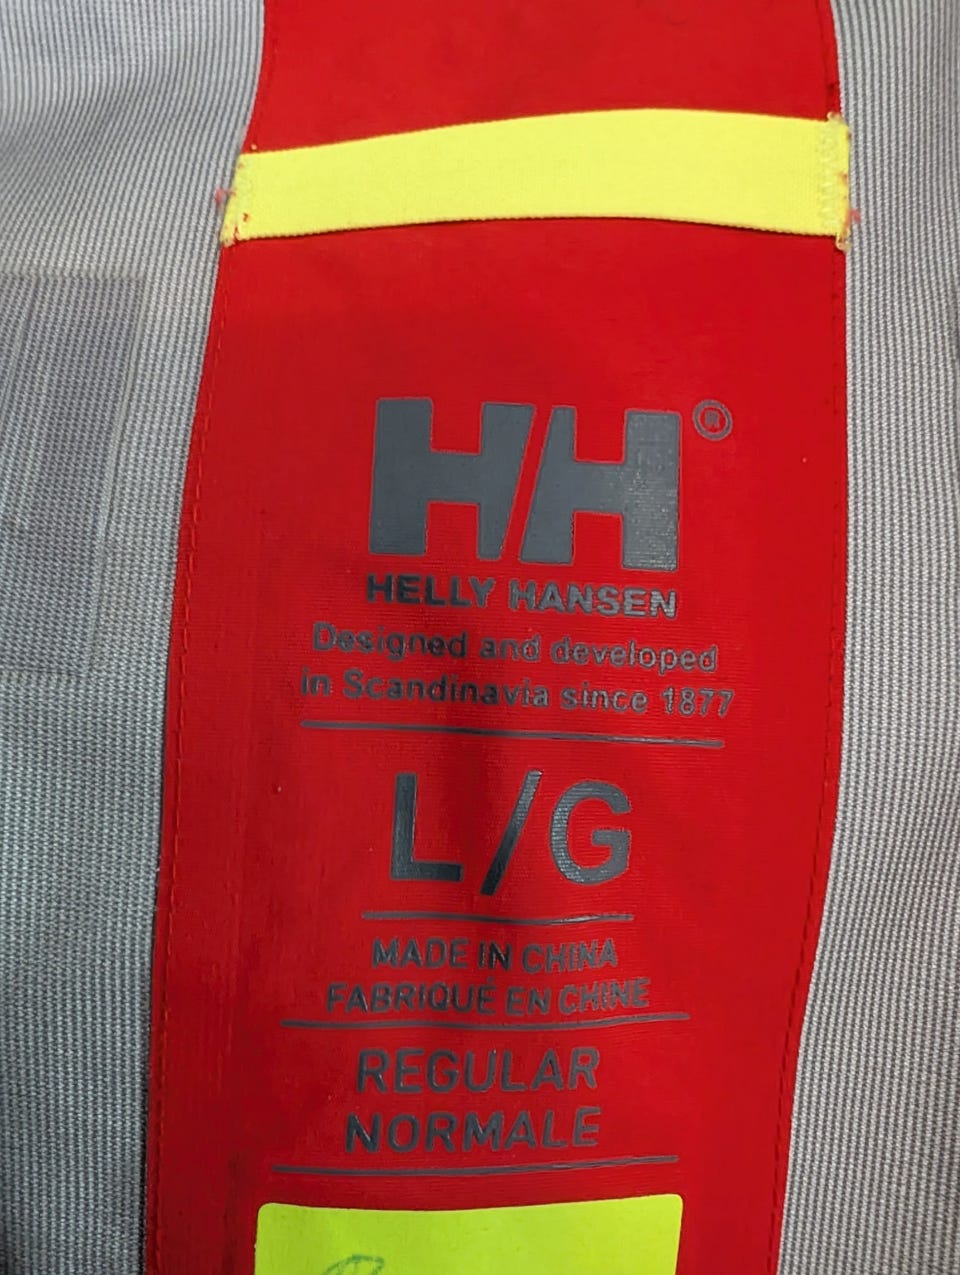 HH®
HELLY HANSEN
Designed and developed
in Scandinavia since 1877
L/G
MADE IN CHINA
FABRIQUÉ EN CHINE
REGULAR
NORMALE